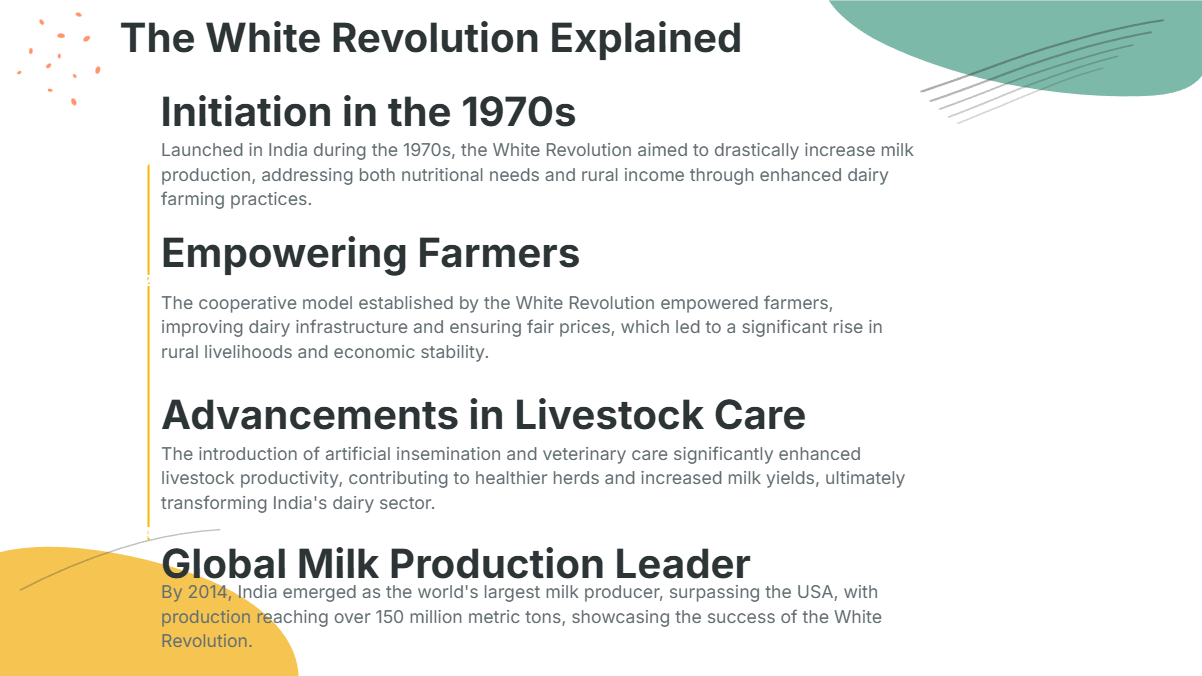 The White Revolution Explained
Initiation in the 1970s
Launched in India during the 1970s, the White Revolution aimed to drastically increase milk
production, addressing both nutritional needs and rural income through enhanced dairy
farming practices.
Empowering Farmers
The cooperative model established by the White Revolution empowered farmers,
improving dairy infrastructure and ensuring fair prices, which led to a significant rise in
rural livelihoods and economic stability.
Advancements in Livestock Care
The introduction of artificial insemination and veterinary care significantly enhanced
livestock productivity, contributing to healthier herds and increased milk yields, ultimately
transforming India's dairy sector.
Global Milk Production Leader
By 2014, India emerged as the world's largest milk producer, surpassing the USA, with
production reaching over 150 million metric tons, showcasing the success of the White
Revolution.